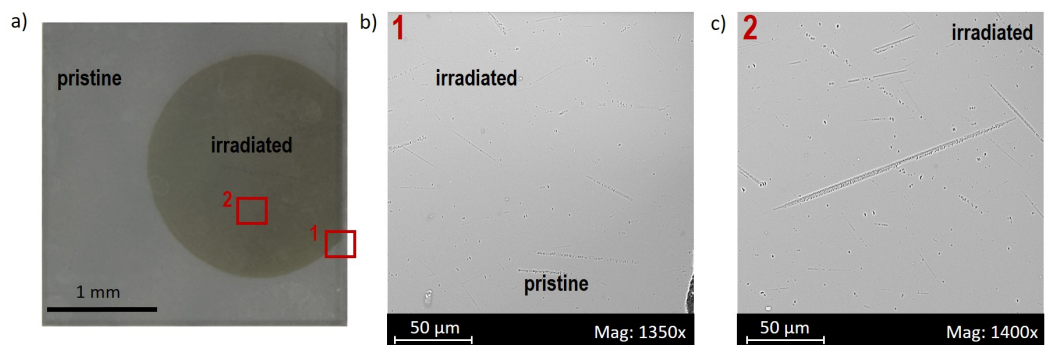 a)
pristine
irradiated
2
1
1 mm
b)
1
irradiated
pristine
50 µm
Mag: 1350x
c)
2
irradiated
50 µm
Mag: 1400x